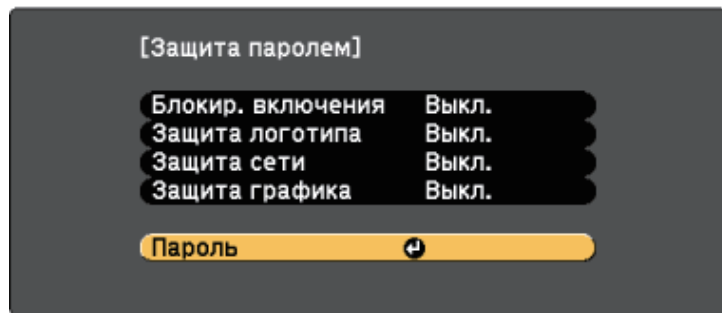 [Защита паролем]
Блокир. включения Выкл.
Защита логотипа Выкл.
Защита сети Выкл.
Защита графика Выкл.
Пароль